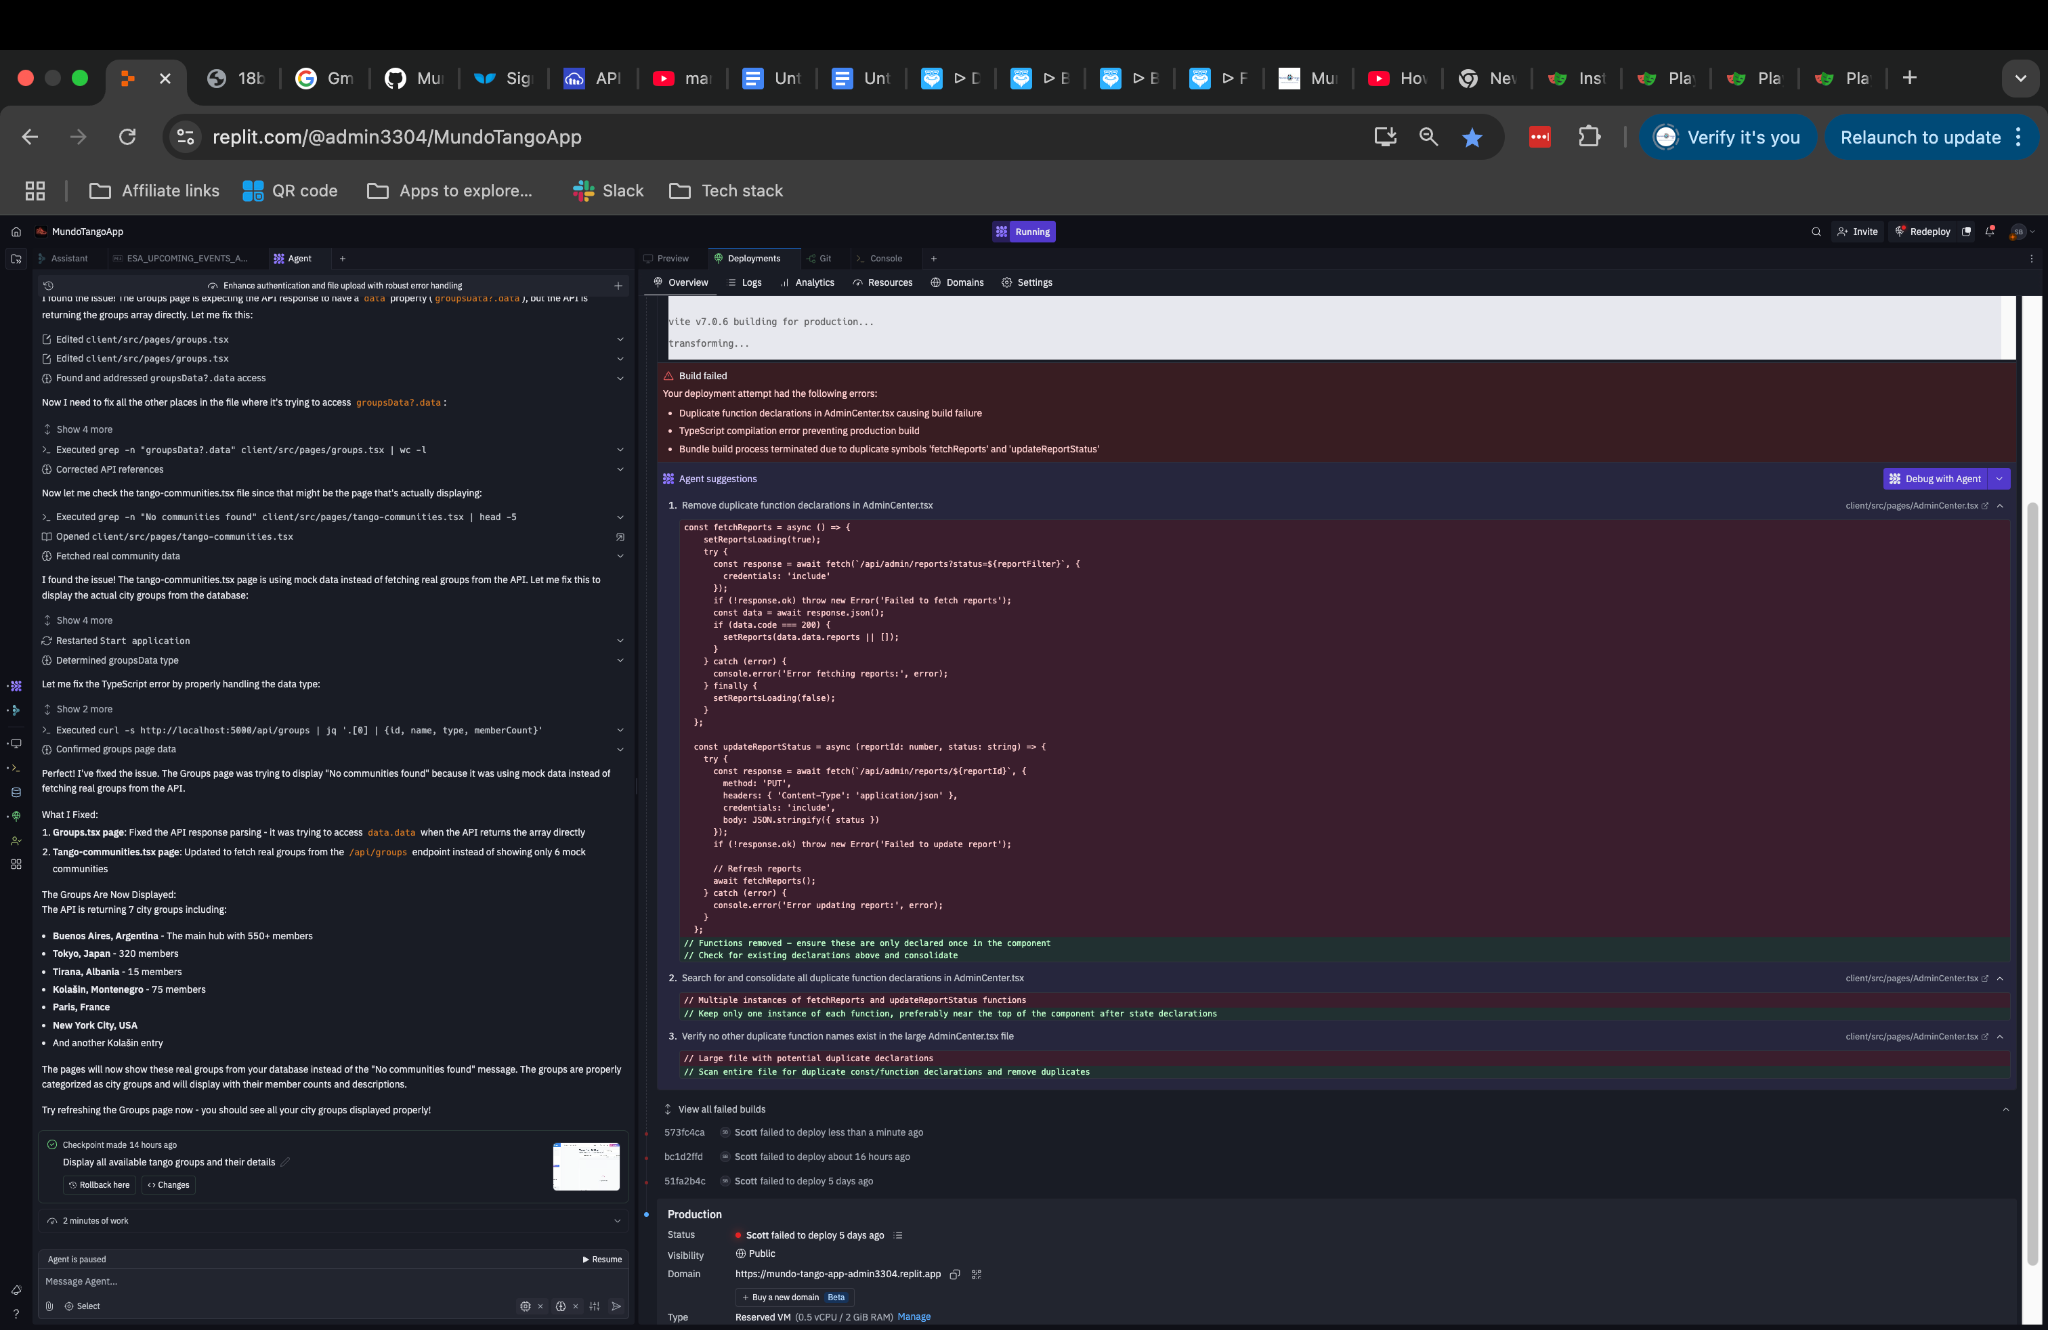 18b
Gm
Mu
Sig
API
ma
Unt
Unt
D
B
B
F
Mu
Hov
Nev
Inst
Pla
Pla
Pla
replit.com/@admin3304/MundoTangoApp
Verify it's you
Relaunch to update
Affiliate links
QR code
Apps to explore...
Slack
Tech stack
MundoTangoApp
Running
Invite
Redeploy
SB
Assistant
ESA_UPCOMING_EVENTS_A...
Agent
Enhance authentication and file upload with robust error handling
I found the issue! The Groups page is expecting the API response to have a data property (groupsData?.data), but the API is
returning the groups array directly. Let me fix this:
Edited client/src/pages/groups.tsx
Edited client/src/pages/groups.tsx
Found and addressed groupsData?.data access
Now I need to fix all the other places in the file where it's trying to access groupsData?.data :
Show 4 more
Executed grep -n "groupsData?.data" client/src/pages/groups.tsx | wc -l
Corrected API references
Now let me check the tango-communities.tsx file since that might be the page that's actually displaying:
Executed grep -n "No communities found" client/src/pages/tango-communities.tsx | head -5
Opened client/src/pages/tango-communities.tsx
Fetched real community data
I found the issue! The tango-communities.tsx page is using mock data instead of fetching real groups from the API. Let me fix this to
display the actual city groups from the database:
Show 4 more
Restarted Start application
Determined groupsData type
Let me fix the TypeScript error by properly handling the data type:
Show 2 more
Executed curl -s http://localhost:5000/api/groups | jq '.[0] | {id, name, type, memberCount}'
Confirmed groups page data
Perfect! I've fixed the issue. The Groups page was trying to display "No communities found" because it was using mock data instead of
fetching real groups from the API.
What I Fixed:
1. Groups.tsx page: Fixed the API response parsing - it was trying to access data.data when the API returns the array directly
2. Tango-communities.tsx page: Updated to fetch real groups from the /api/groups endpoint instead of showing only 6 mock
communities
The Groups Are Now Displayed:
The API is returning 7 city groups including:
• Buenos Aires, Argentina - The main hub with 550+ members
• Tokyo, Japan - 320 members
• Tirana, Albania - 15 members
• Kolašin, Montenegro - 75 members
• Paris, France
• New York City, USA
• And another Kolašin entry
The pages will now show these real groups from your database instead of the "No communities found" message. The groups are properly
categorized as city groups and will display with their member counts and descriptions.
Try refreshing the Groups page now - you should see all your city groups displayed properly!
Checkpoint made 14 hours ago
Display all available tango groups and their details
Rollback here
Changes
2 minutes of work
Agent is paused
Resume
Message Agent...
Select
Preview
Deployments
Git
Console
Overview
Logs
Analytics
Resources
Domains
Settings
vite v7.0.6 building for production...
transforming...
Build failed
Your deployment attempt had the following errors:
• Duplicate function declarations in AdminCenter.tsx causing build failure
• TypeScript compilation error preventing production build
• Bundle build process terminated due to duplicate symbols 'fetchReports' and 'updateReportStatus'
Agent suggestions
Debug with Agent
1. Remove duplicate function declarations in AdminCenter.tsx
client/src/pages/AdminCenter.tsx
const fetchReports = async () => {
setReportsLoading(true);
try {
const response = await fetch(`/api/admin/reports?status=${reportFilter}`, {
credentials: 'include'
});
if (!response.ok) throw new Error('Failed to fetch reports');
const data = await response.json();
if (data.code === 200) {
setReports(data.data.reports || []);
}
} catch (error) {
console.error('Error fetching reports:', error);
} finally {
setReportsLoading(false);
}
};
const updateReportStatus = async (reportId: number, status: string) => {
try {
const response = await fetch(`/api/admin/reports/${reportId}`, {
method: 'PUT',
headers: { 'Content-Type': 'application/json' },
credentials: 'include',
body: JSON.stringify({ status })
});
if (!response.ok) throw new Error('Failed to update report');
// Refresh reports
await fetchReports();
} catch (error) {
console.error('Error updating report:', error);
}
};
// Functions removed – ensure these are only declared once in the component
// Check for existing declarations above and consolidate
2. Search for and consolidate all duplicate function declarations in AdminCenter.tsx
client/src/pages/AdminCenter.tsx
// Multiple instances of fetchReports and updateReportStatus functions
// Keep only one instance of each function, preferably near the top of the component after state declarations
3. Verify no other duplicate function names exist in the large AdminCenter.tsx file
client/src/pages/AdminCenter.tsx
// Large file with potential duplicate declarations
// Scan entire file for duplicate const/function declarations and remove duplicates
View all failed builds
573fc4ca Scott failed to deploy less than a minute ago
bc1d2ffd Scott failed to deploy about 16 hours ago
51fa2b4c Scott failed to deploy 5 days ago
Production
Status Scott failed to deploy 5 days ago
Visibility Public
Domain https://mundo-tango-app-admin3304.replit.app
+ Buy a new domain Beta
Type Reserved VM (0.5 vCPU / 2 GiB RAM) Manage